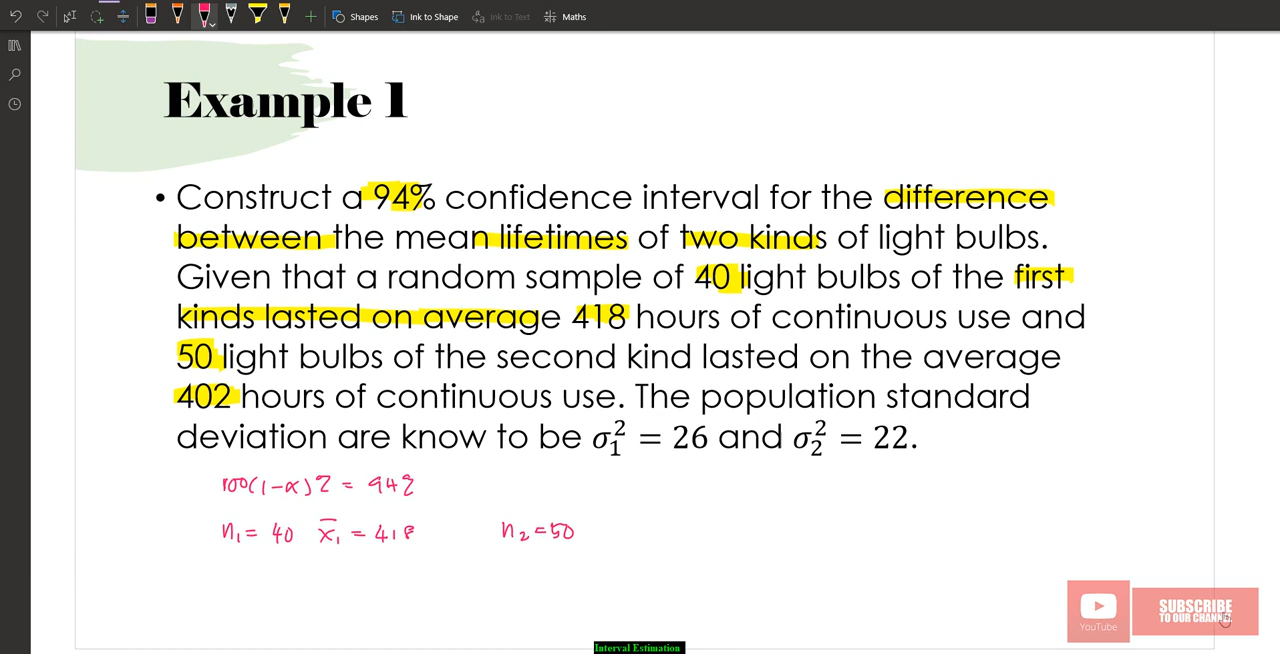 Shapes Ink to Shape Ink to Text Maths
Example 1
• Construct a 94% confidence interval for the difference
between the mean lifetimes of two kinds of light bulbs.
Given that a random sample of 40 light bulbs of the first
kinds lasted on average 418 hours of continuous use and
50 light bulbs of the second kind lasted on the average
402 hours of continuous use. The population standard
deviation are know to be σ₁² = 26 and σ₂² = 22.
100(1-α)% = 94%
n₁ = 40 x̄₁ = 418 n₂ = 50
YouTube
SUBSCRIBE
TO OUR CHANNEL
Interval Estimation